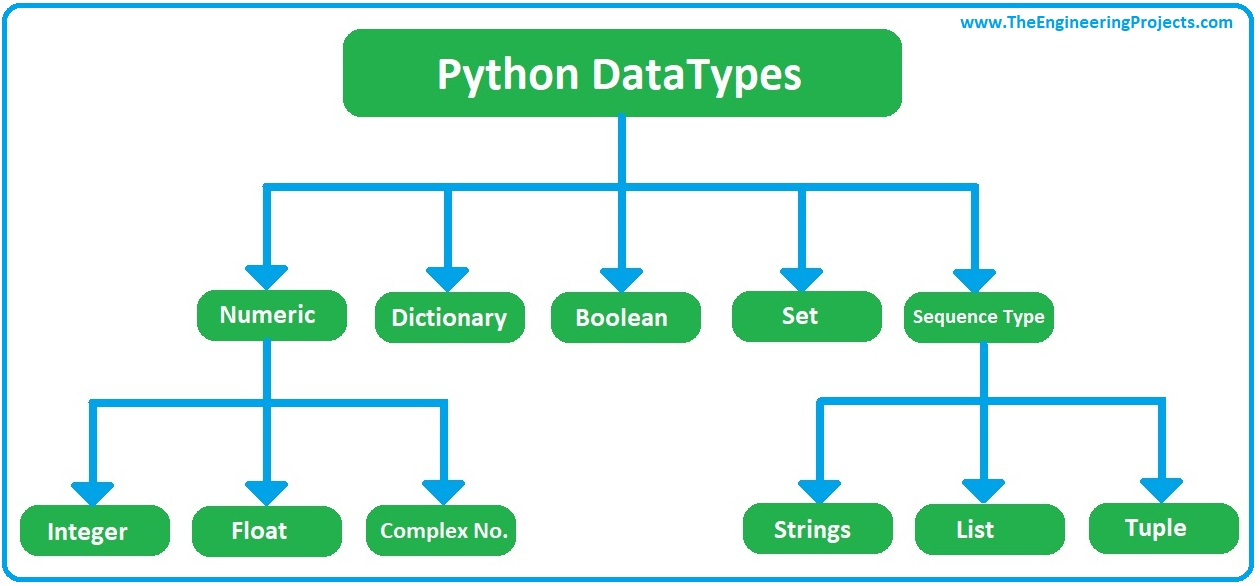 www.TheEngineeringProjects.com
Python DataTypes
Numeric
Dictionary
Boolean
Set
Sequence Type
Integer
Float
Complex No.
Strings
List
Tuple